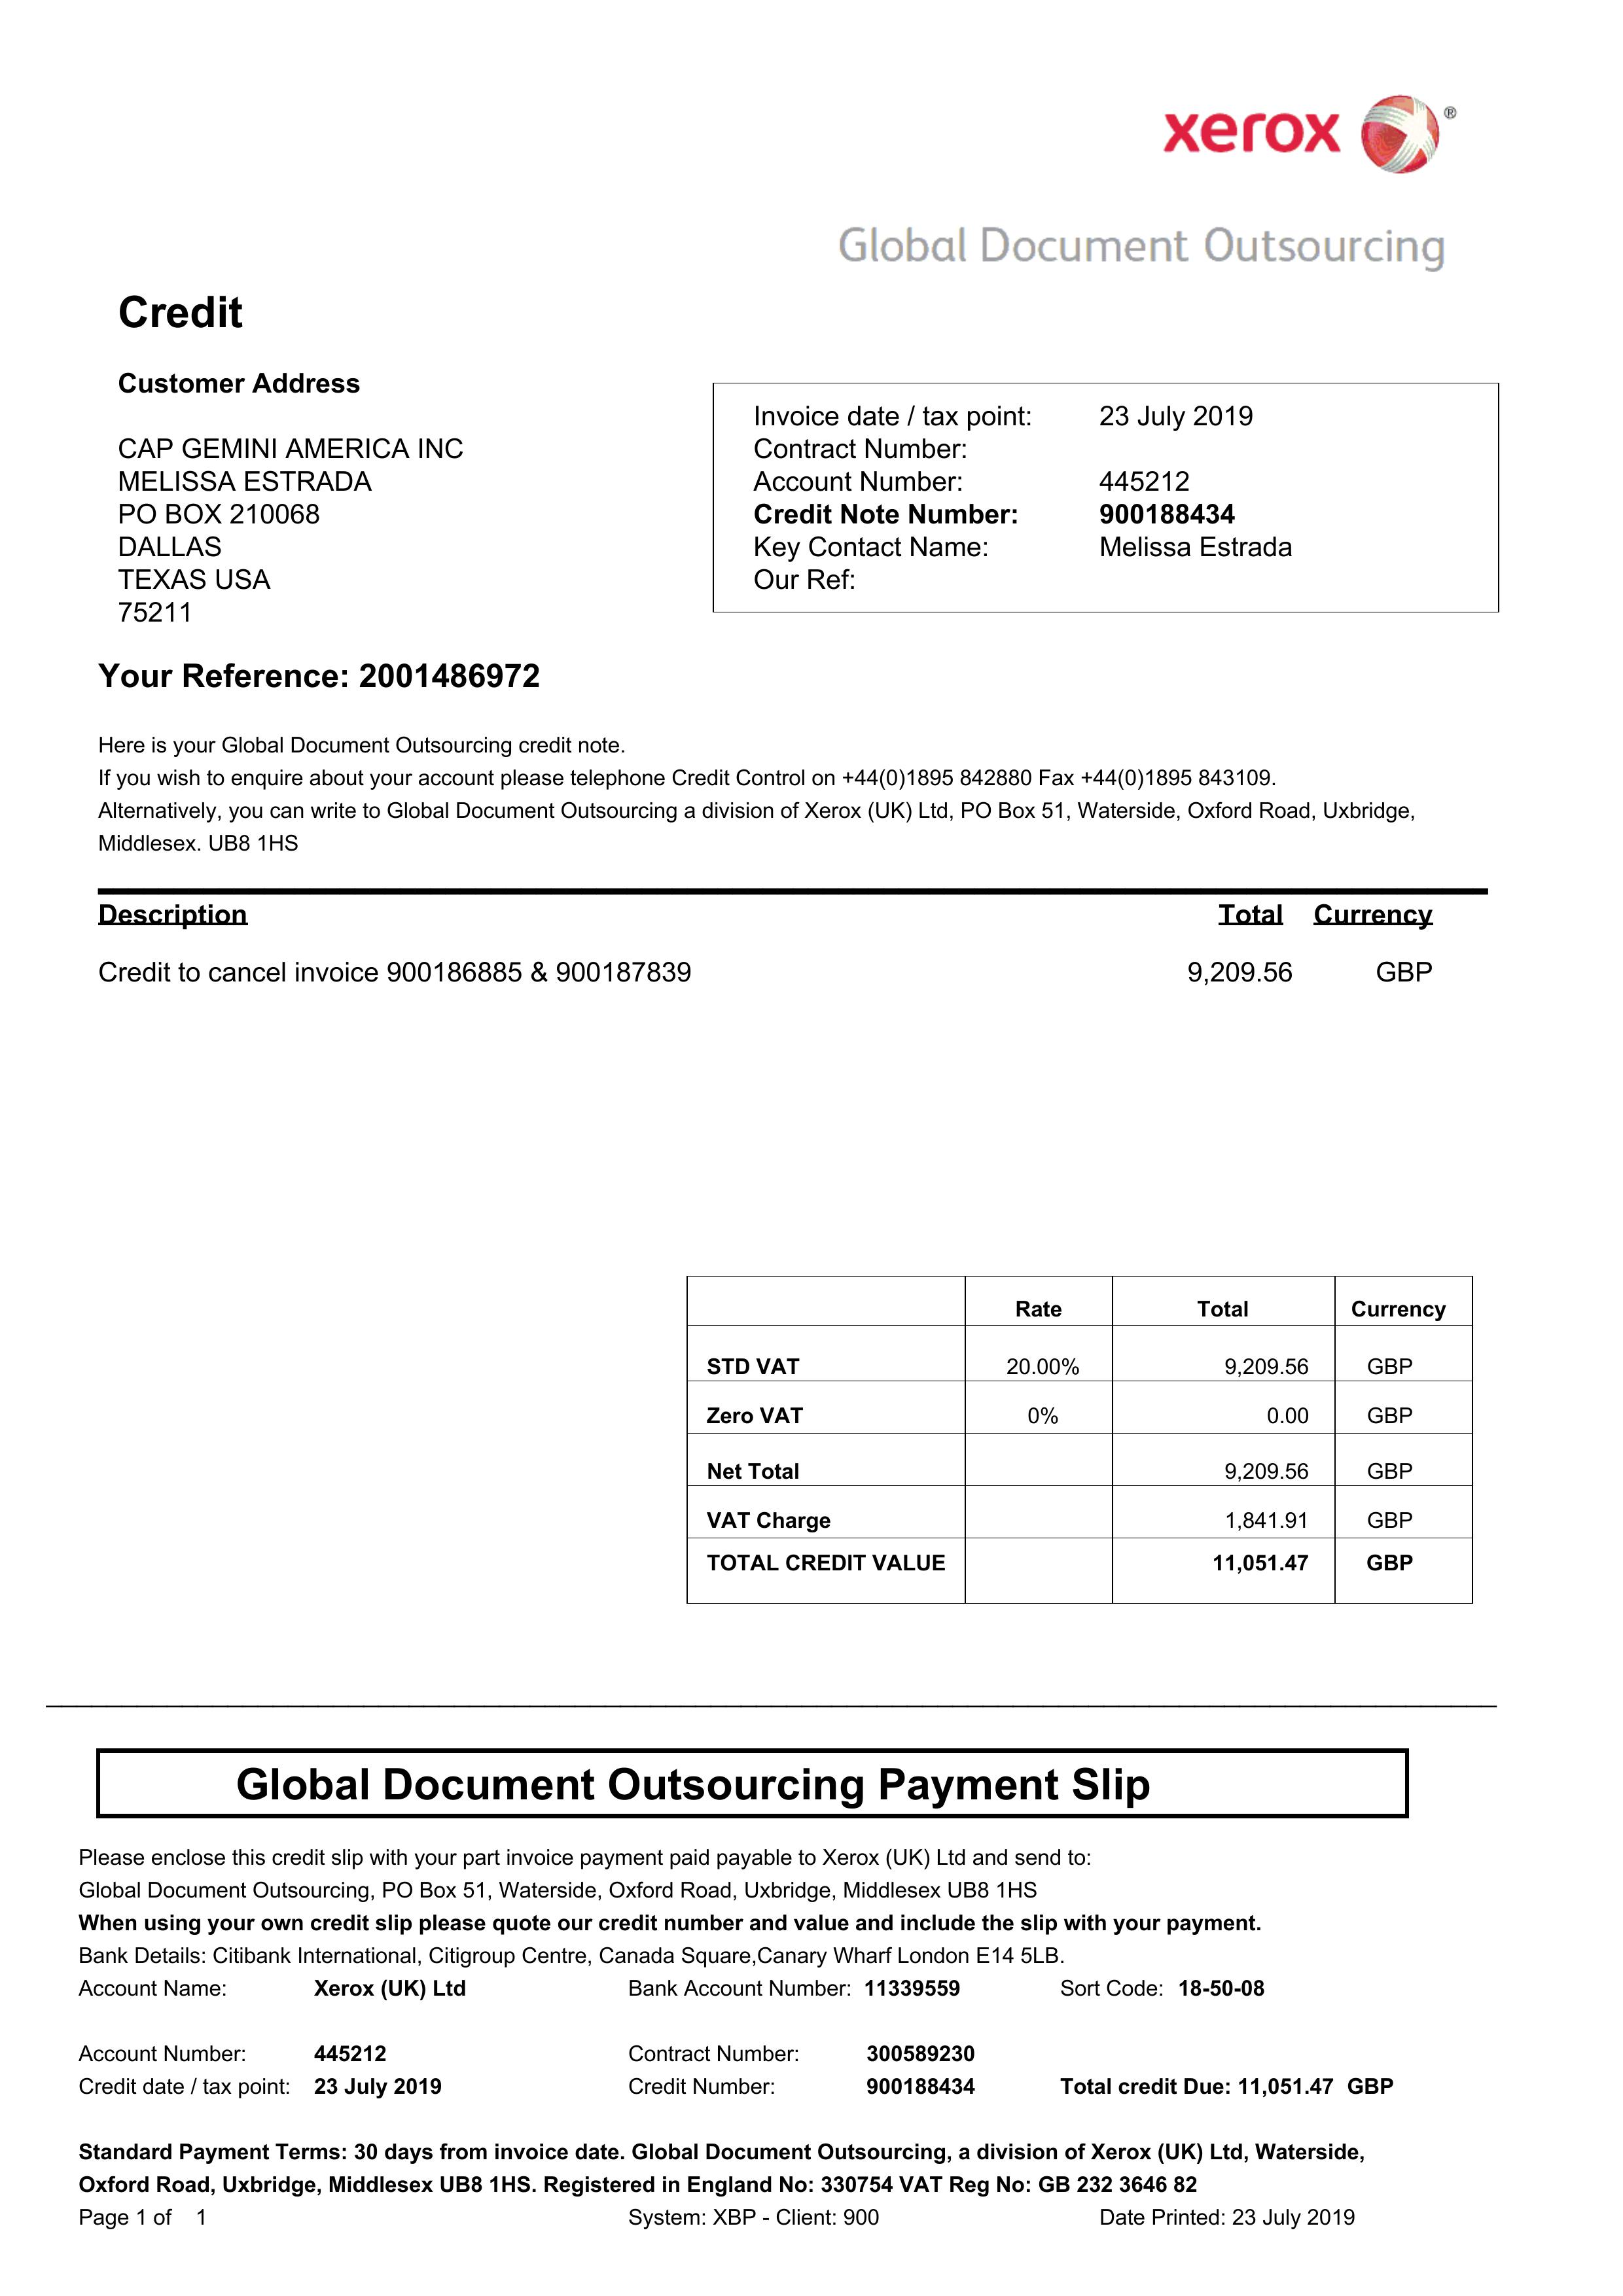 xerox ®
Global Document Outsourcing
Credit
Customer Address
CAP GEMINI AMERICA INC
MELISSA ESTRADA
PO BOX 210068
DALLAS
TEXAS USA
75211
Invoice date / tax point: 23 July 2019
Contract Number:
Account Number: 445212
Credit Note Number: 900188434
Key Contact Name: Melissa Estrada
Our Ref:
Your Reference: 2001486972
Here is your Global Document Outsourcing credit note.
If you wish to enquire about your account please telephone Credit Control on +44(0)1895 842880 Fax +44(0)1895 843109.
Alternatively, you can write to Global Document Outsourcing a division of Xerox (UK) Ltd, PO Box 51, Waterside, Oxford Road, Uxbridge,
Middlesex. UB8 1HS
Description Total Currency
Credit to cancel invoice 900186885 & 900187839 9,209.56 GBP
Rate Total Currency
STD VAT 20.00% 9,209.56 GBP
Zero VAT 0% 0.00 GBP
Net Total 9,209.56 GBP
VAT Charge 1,841.91 GBP
TOTAL CREDIT VALUE 11,051.47 GBP
Global Document Outsourcing Payment Slip
Please enclose this credit slip with your part invoice payment paid payable to Xerox (UK) Ltd and send to:
Global Document Outsourcing, PO Box 51, Waterside, Oxford Road, Uxbridge, Middlesex UB8 1HS
When using your own credit slip please quote our credit number and value and include the slip with your payment.
Bank Details: Citibank International, Citigroup Centre, Canada Square,Canary Wharf London E14 5LB.
Account Name: Xerox (UK) Ltd Bank Account Number: 11339559 Sort Code: 18-50-08
Account Number: 445212 Contract Number: 300589230
Credit date / tax point: 23 July 2019 Credit Number: 900188434 Total credit Due: 11,051.47 GBP
Standard Payment Terms: 30 days from invoice date. Global Document Outsourcing, a division of Xerox (UK) Ltd, Waterside,
Oxford Road, Uxbridge, Middlesex UB8 1HS. Registered in England No: 330754 VAT Reg No: GB 232 3646 82
Page 1 of 1 System: XBP - Client: 900 Date Printed: 23 July 2019